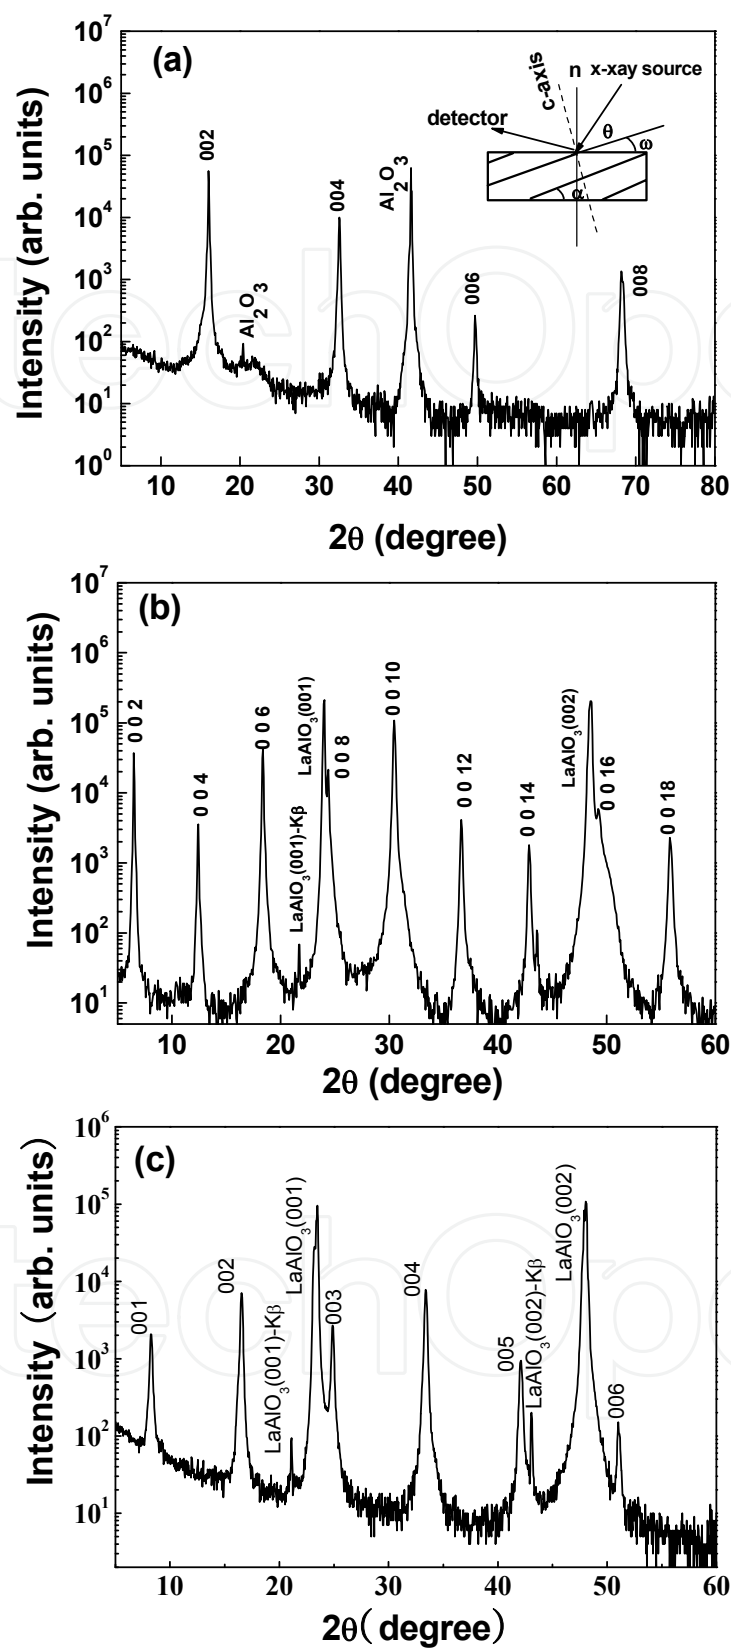 (a)
Intensity (arb. units)
10⁷
10⁶
10⁵
10⁴
10³
10²
10¹
10⁰
002
Al₂O₃
004
Al₂O₃
006
008
c-axis
n
x-xay source
detector
θ
ω
α
10 20 30 40 50 60 70 80
2θ (degree)
(b)
Intensity (arb. units)
10⁷
10⁶
10⁵
10⁴
10³
10²
10¹
0 0 2
0 0 4
0 0 6
LaAlO₃(001)-Kβ
LaAlO₃(001)
0 0 8
0 0 10
0 0 12
0 0 14
LaAlO₃(002)
0 0 16
0 0 18
10 20 30 40 50 60
2θ (degree)
(c)
Intensity (arb. units)
10⁶
10⁵
10⁴
10³
10²
10¹
001
002
LaAlO₃(001)-Kβ
LaAlO₃(001)
003
004
005
LaAlO₃(002)-Kβ
LaAlO₃(002)
006
10 20 30 40 50 60
2θ(degree)